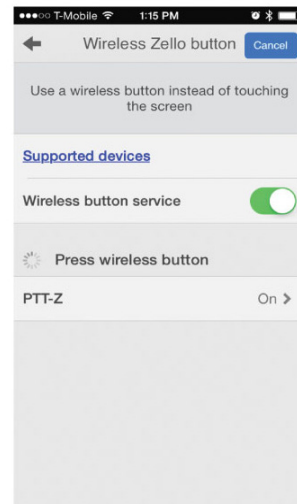 T-Mobile 1:15 PM
Wireless Zello button Cancel
Use a wireless button instead of touching
the screen
Supported devices
Wireless button service
Press wireless button
PTT-Z On